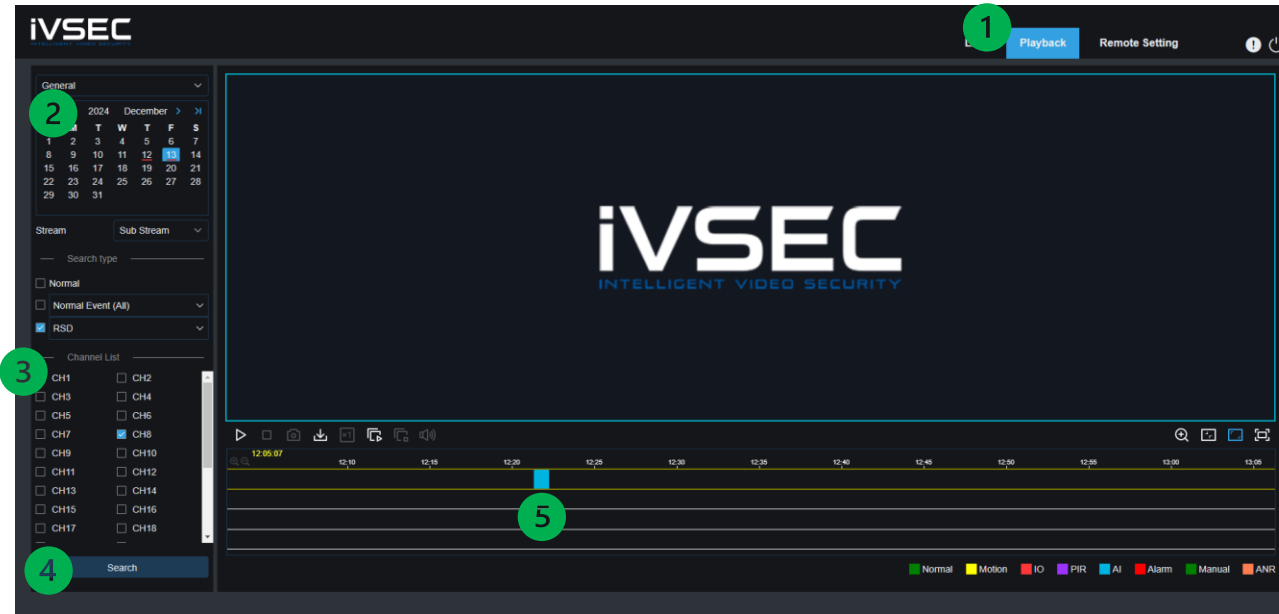 iVSEC
INTELLIGENT VIDEO SECURITY
1
Playback
Remote Setting
General
2
2024 December
M T W T F S
1 2 3 4 5 6 7
8 9 10 11 12 13 14
15 16 17 18 19 20 21
22 23 24 25 26 27 28
29 30 31
Stream Sub Stream
Search type
Normal
Normal Event (All)
RSD
Channel List
3
CH1 CH2
CH3 CH4
CH5 CH6
CH7 CH8
CH9 CH10
CH11 CH12
CH13 CH14
CH15 CH16
CH17 CH18
4
Search
iVSEC
INTELLIGENT VIDEO SECURITY
12:05:07
12:10 12:15 12:20 12:25 12:30 12:35 12:40 12:45 12:50 12:55 13:00 13:05
5
Normal Motion IO PIR AI Alarm Manual ANR